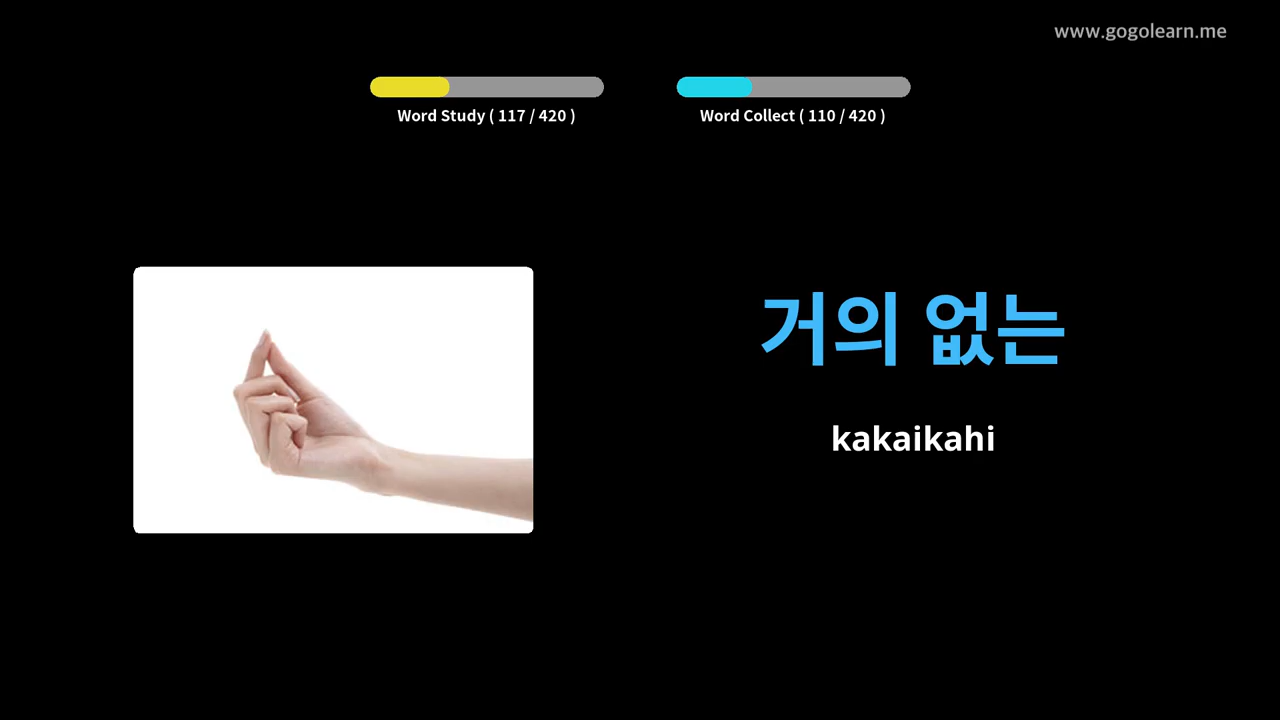 www.gogolearn.me
Word Study ( 117 / 420 )
Word Collect ( 110 / 420 )
거의 없는
kakaikahi